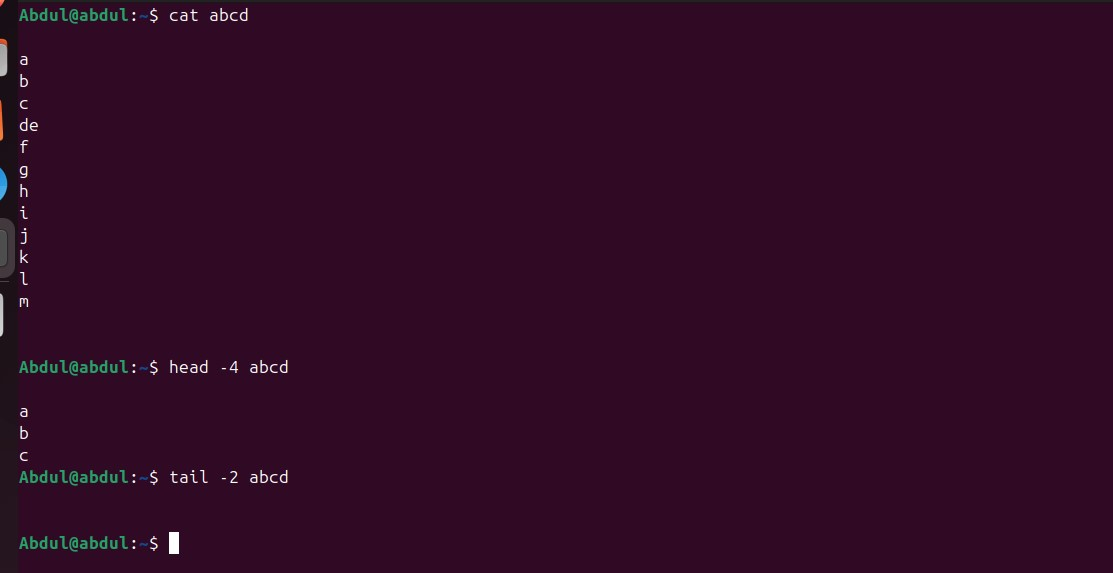 Abdul@abdul:~$ cat abcd

a
b
c
de
f
g
h
i
j
k
l
m


Abdul@abdul:~$ head -4 abcd

a
b
c
Abdul@abdul:~$ tail -2 abcd


Abdul@abdul:~$